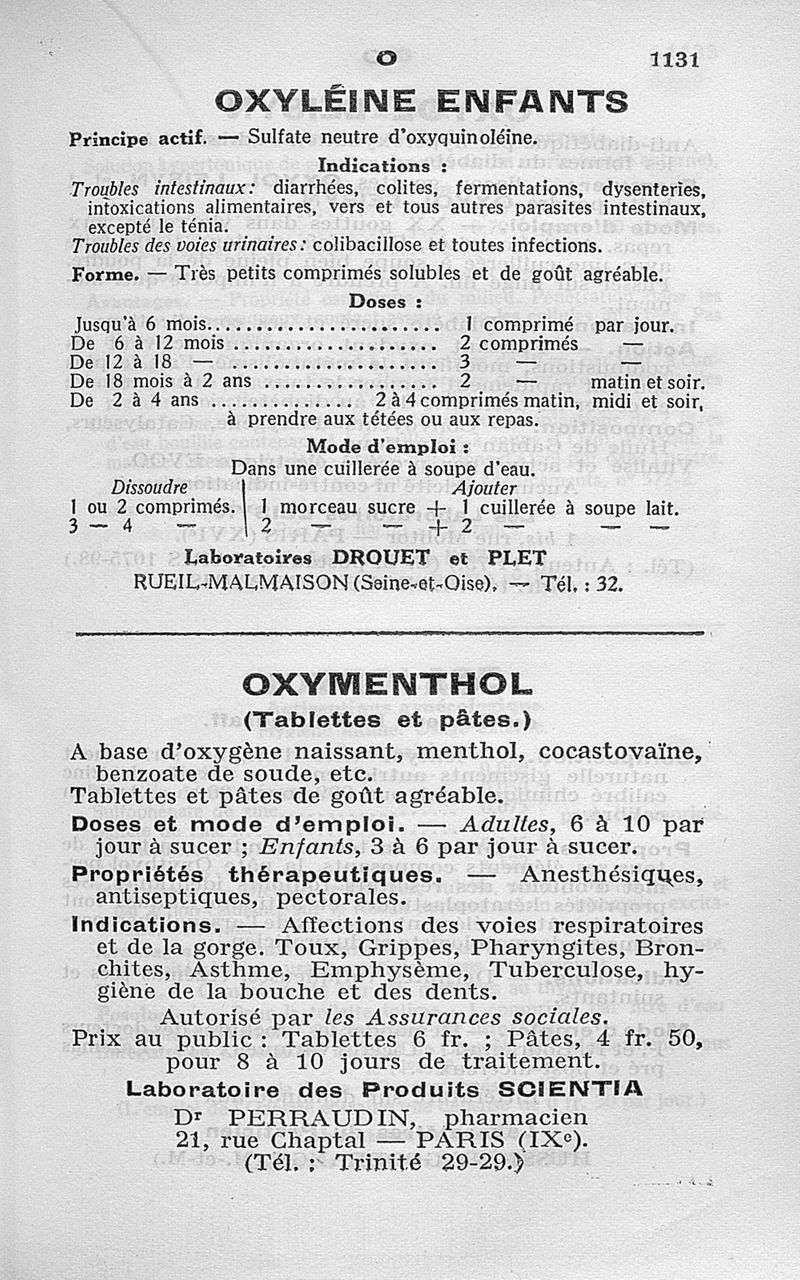 O 1131
OXYLÉINE ENFANTS
Principe actif. — Sulfate neutre d'oxyquinoléine.
Indications :
Troubles intestinaux : diarrhées, colites, fermentations, dysenteries,
intoxications alimentaires, vers et tous autres parasites intestinaux,
excepté le ténia.
Troubles des voies urinaires : colibacillose et toutes infections.
Forme. — Très petits comprimés solubles et de goût agréable.
Doses :
Jusqu'à 6 mois........................ 1 comprimé par jour.
De 6 à 12 mois ..................... 2 comprimés —
De 12 à 18 — ..................... 3 — —
De 18 mois à 2 ans .................. 2 — matin et soir.
De 2 à 4 ans ............... 2 à 4 comprimés matin, midi et soir,
à prendre aux tétées ou aux repas.
Mode d'emploi :
Dans une cuillerée à soupe d'eau.
Dissoudre Ajouter
1 ou 2 comprimés. 1 morceau sucre + 1 cuillerée à soupe lait.
3 — 4 — 2 — — + 2 — — —
Laboratoires DROUET et PLET
RUEIL-MALMAISON (Seine-et-Oise), — Tél. : 32.
OXYMENTHOL
(Tablettes et pâtes.)
A base d'oxygène naissant, menthol, cocastovaïne,
benzoate de soude, etc.
Tablettes et pâtes de goût agréable.
Doses et mode d'emploi. — Adultes, 6 à 10 par
jour à sucer ; Enfants, 3 à 6 par jour à sucer.
Propriétés thérapeutiques. — Anesthésiques,
antiseptiques, pectorales.
Indications. — Affections des voies respiratoires
et de la gorge. Toux, Grippes, Pharyngites, Bron-
chites, Asthme, Emphysème, Tuberculose, hy-
giène de la bouche et des dents.
Autorisé par les Assurances sociales.
Prix au public : Tablettes 6 fr. ; Pâtes, 4 fr. 50,
pour 8 à 10 jours de traitement.
Laboratoire des Produits SCIENTIA
Dr PERRAUDIN, pharmacien
21, rue Chaptal — PARIS (IXe).
(Tél. : Trinité 29-29.)